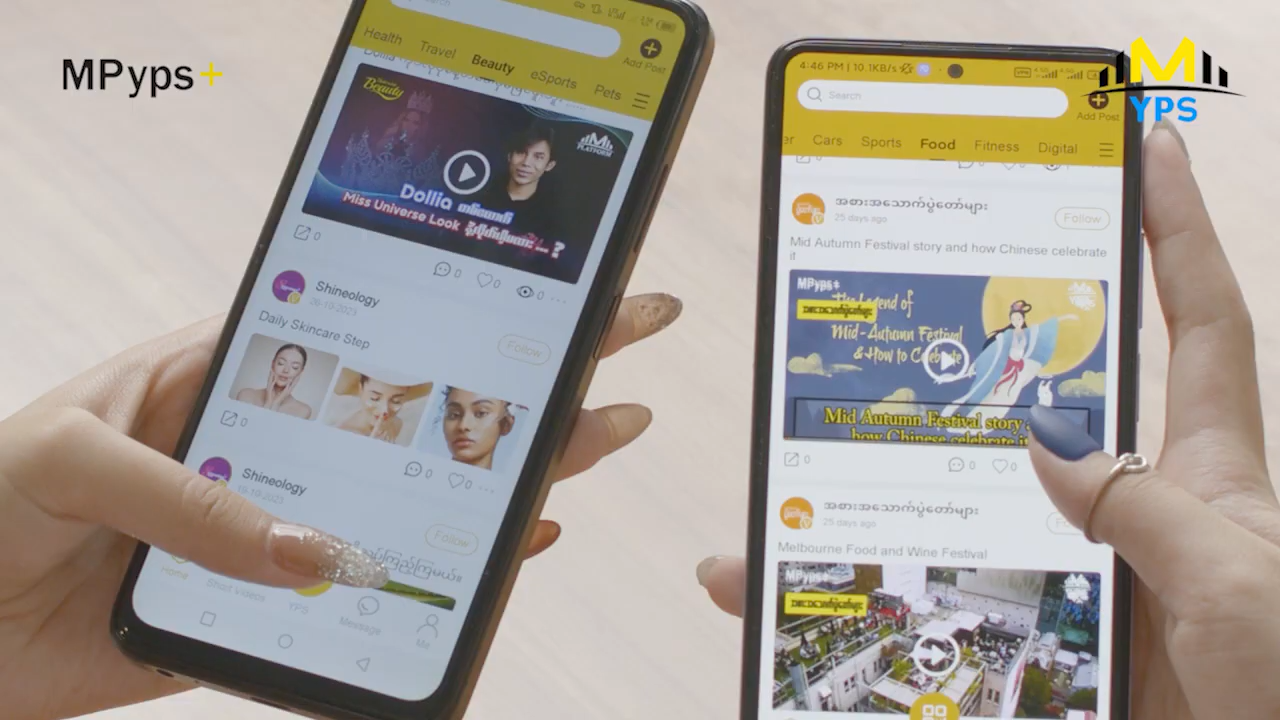 MPyps+
Health Travel Beauty eSports Pets
Add Post
Beauty
M
PLATFORM
Dollia
Miss Universe Look
0
0
0
0
Shineology
26-10-2023
Daily Skincare Step
Follow
0
0
0
Shineology
19-10-2023
Follow
Home
Short Videos
YPS
Message
Me
M
YPS
4:46 PM | 10.1KB/s
Search
Add Post
Cars Sports Food Fitness Digital
အစားအသောက်ပွဲတော်များ
25 days ago
Follow
Mid Autumn Festival story and how Chinese celebrate
it
MPyps+
The Legend of
Mid-Autumn Festival
& How to Celebrate
Mid Autumn Festival story
how Chinese celebrate it
0
0
0
အစားအသောက်ပွဲတော်များ
25 days ago
Melbourne Food and Wine Festival
MPyps+